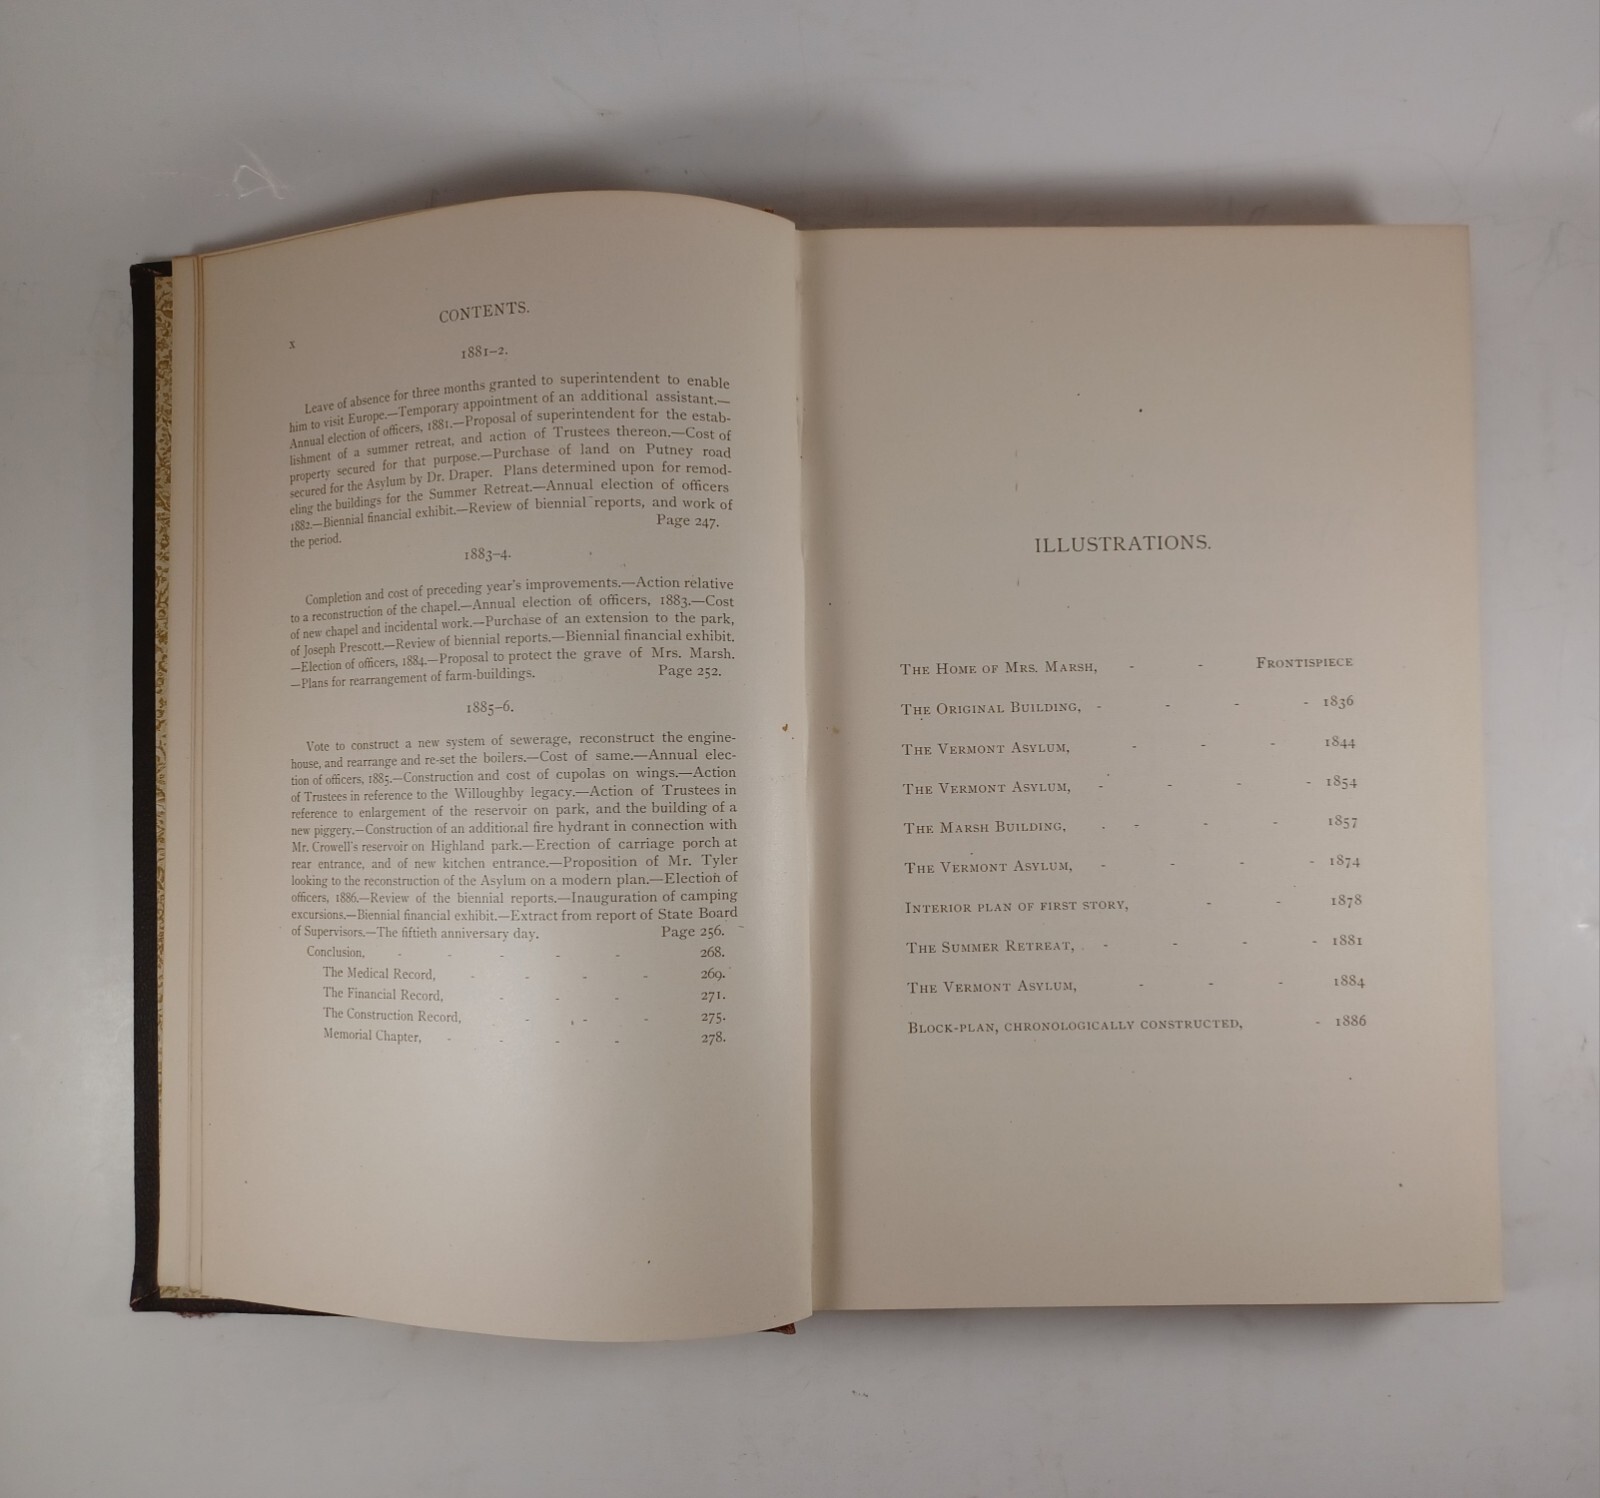 CONTENTS.
x
1881-2.
Leave of absence for three months granted to superintendent to enable
him to visit Europe.—Temporary appointment of an additional assistant.—
Annual election of officers, 1881.—Proposal of superintendent for the estab-
lishment of a summer retreat, and action of Trustees thereon.—Cost of
property secured for that purpose.—Purchase of land on Putney road
secured for the Asylum by Dr. Draper. Plans determined upon for remod-
eling the buildings for the Summer Retreat.—Annual election of officers
1882.—Biennial financial exhibit.—Review of biennial reports, and work of
the period. Page 247.
1883-4.
Completion and cost of preceding year's improvements.—Action relative
to a reconstruction of the chapel.—Annual election of officers, 1883.—Cost
of new chapel and incidental work.—Purchase of an extension to the park,
of Joseph Prescott.—Review of biennial reports.—Biennial financial exhibit.
—Election of officers, 1884.—Proposal to protect the grave of Mrs. Marsh.
—Plans for rearrangement of farm-buildings. Page 252.
1885-6.
Vote to construct a new system of sewerage, reconstruct the engine-
house, and rearrange and re-set the boilers.—Cost of same.—Annual elec-
tion of officers, 1885.—Construction and cost of cupolas on wings.—Action
of Trustees in reference to the Willoughby legacy.—Action of Trustees in
reference to enlargement of the reservoir on park, and the building of a
new piggery.—Construction of an additional fire hydrant in connection with
Mr. Crowell's reservoir on Highland park.—Erection of carriage porch at
rear entrance, and of new kitchen entrance.—Proposition of Mr. Tyler
looking to the reconstruction of the Asylum on a modern plan.—Election of
officers, 1886.—Review of the biennial reports.—Inauguration of camping
excursions.—Biennial financial exhibit.—Extract from report of State Board
of Supervisors.—The fiftieth anniversary day. Page 256.
Conclusion, - - - - - 268.
The Medical Record, - - - - 269.
The Financial Record, - - - 271.
The Construction Record, - - - 275.
Memorial Chapter, - - - - 278.
ILLUSTRATIONS.
THE HOME OF MRS. MARSH, - - FRONTISPIECE
THE ORIGINAL BUILDING, - - - - 1836
THE VERMONT ASYLUM, - - - 1844
THE VERMONT ASYLUM, - - - - 1854
THE MARSH BUILDING, - - - 1857
THE VERMONT ASYLUM, - - - - 1874
INTERIOR PLAN OF FIRST STORY, - - 1878
THE SUMMER RETREAT, - - - - 1881
THE VERMONT ASYLUM, - - - 1884
BLOCK-PLAN, CHRONOLOGICALLY CONSTRUCTED, - 1886